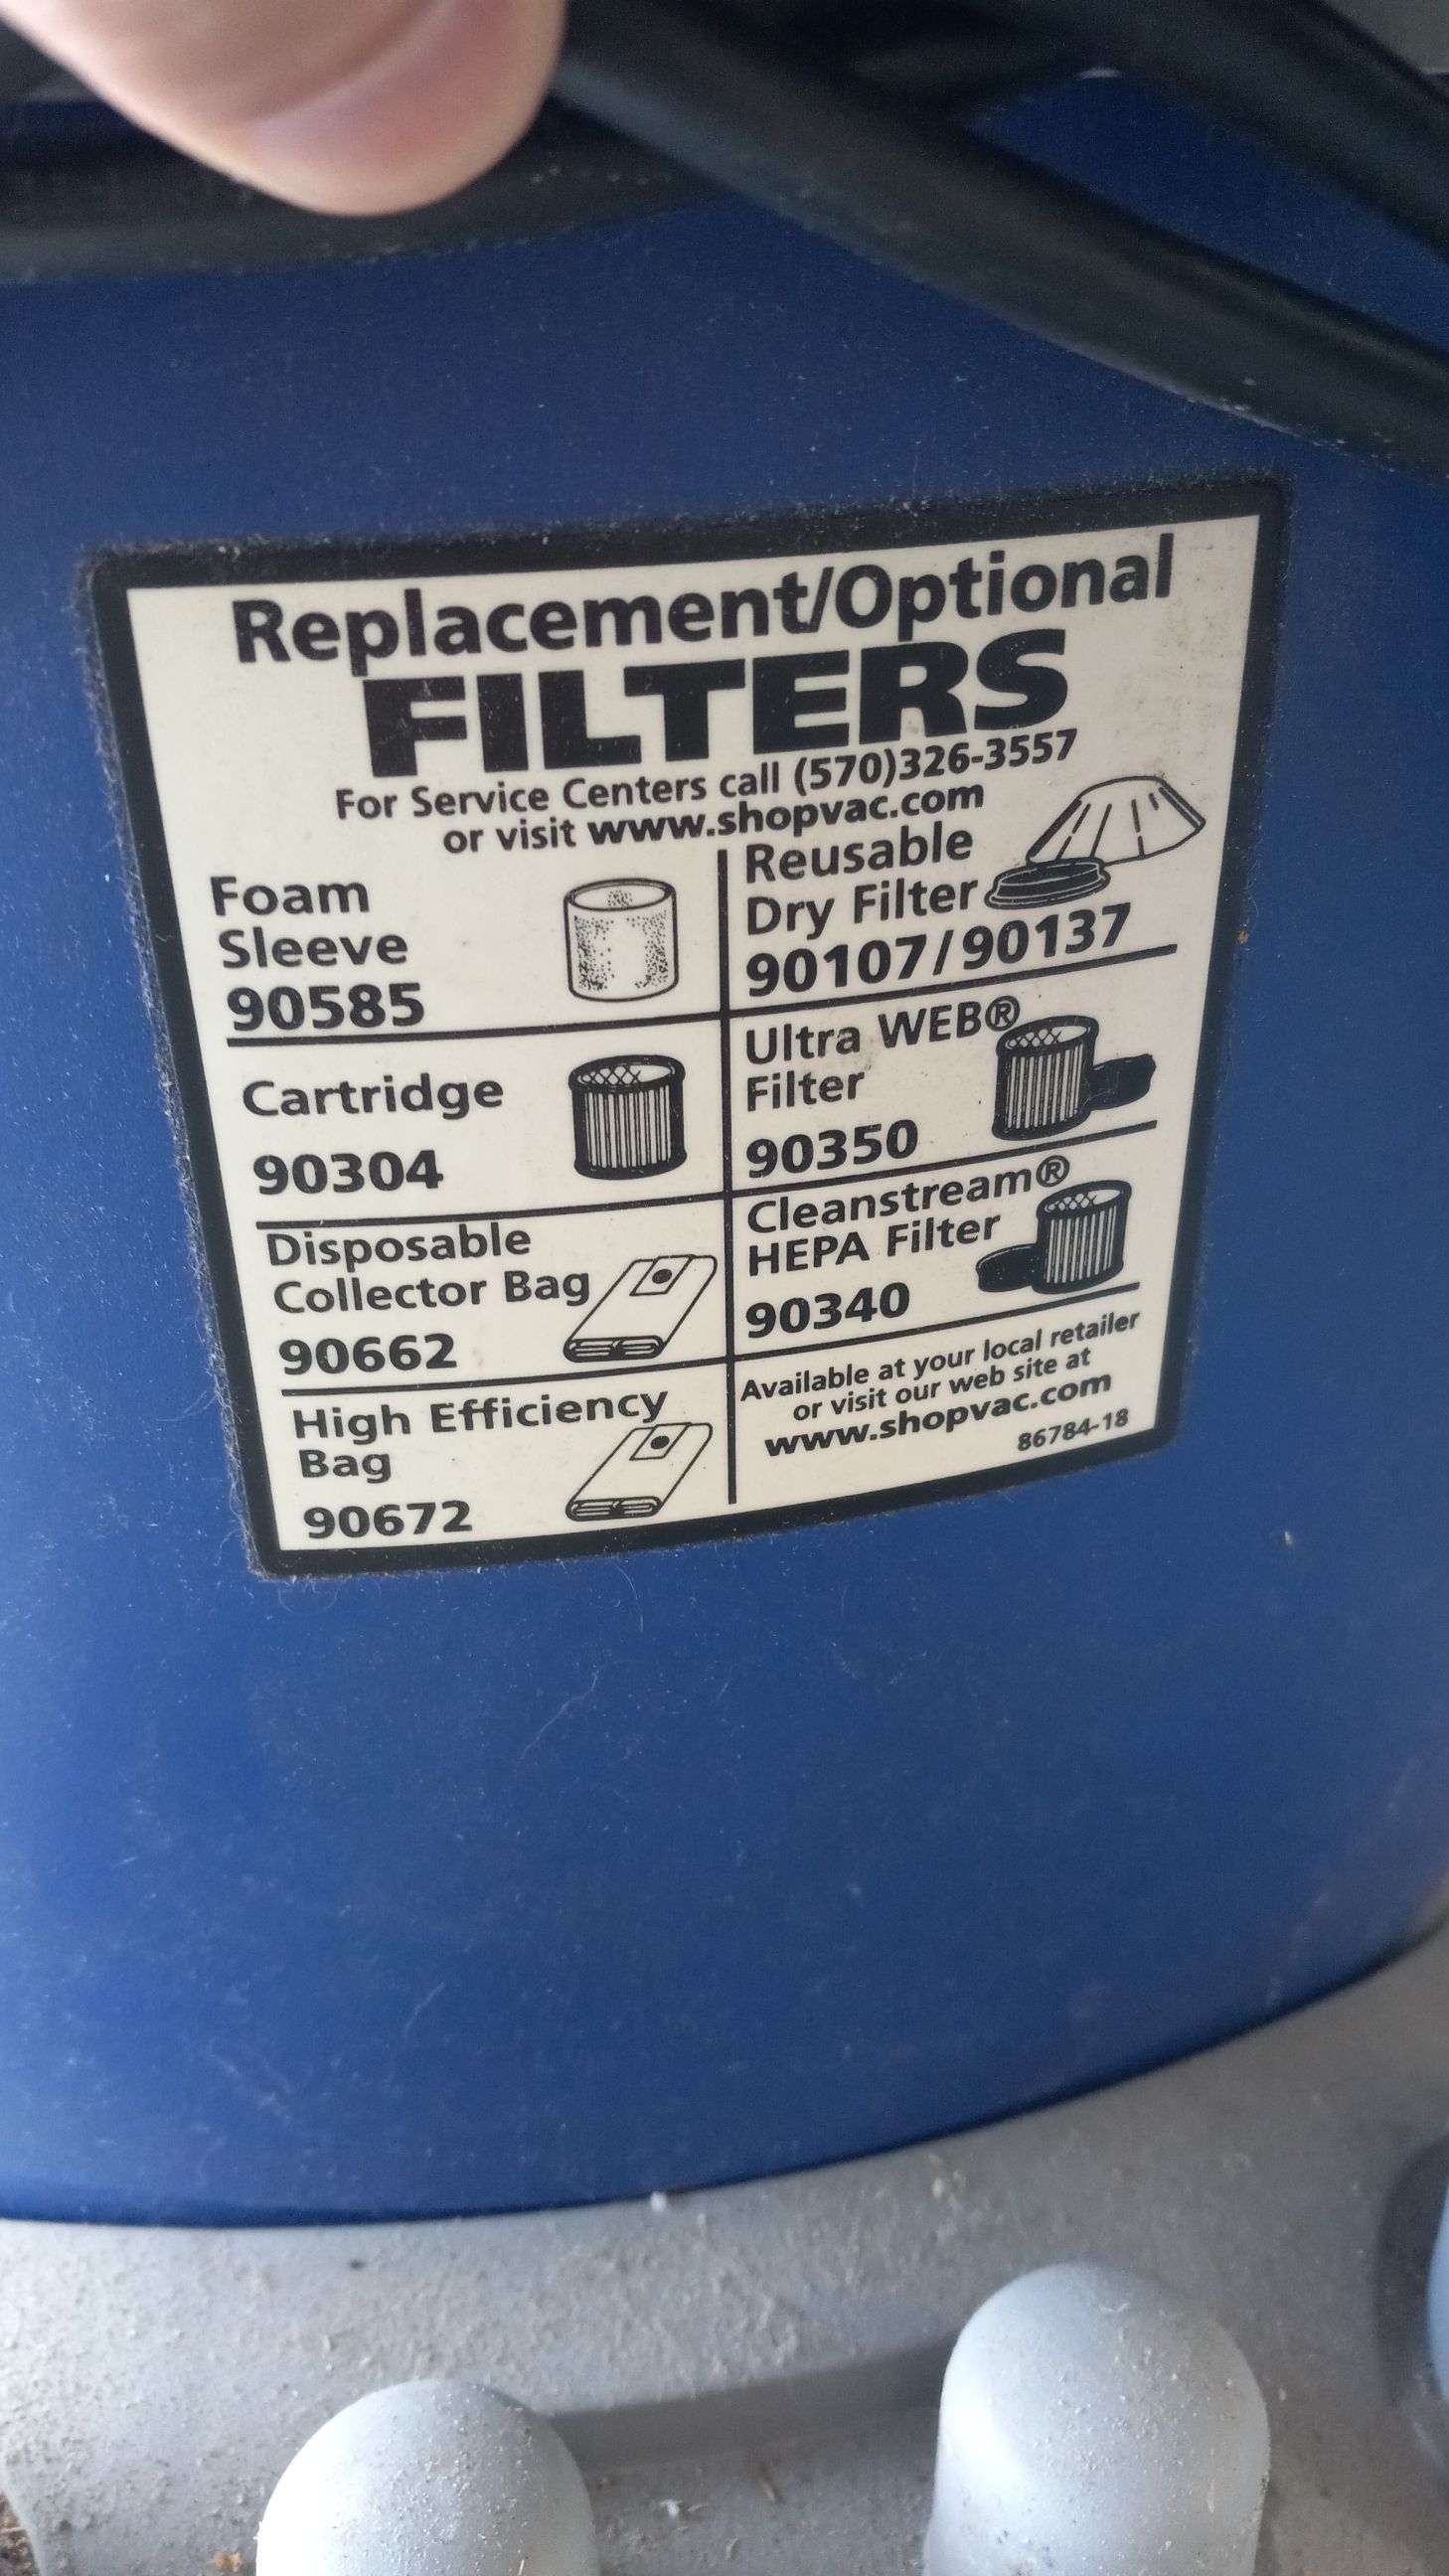 Replacement/Optional
FILTERS
For Service Centers call (570)326-3557
or visit www.shopvac.com
Foam
Sleeve
90585
Cartridge
90304
Disposable
Collector Bag
90662
High Efficiency
Bag
90672
Reusable
Dry Filter
90107/90137
Ultra WEB®
Filter
90350
Cleanstream®
HEPA Filter
90340
Available at your local retailer
or visit our web site at
www.shopvac.com
86784-18